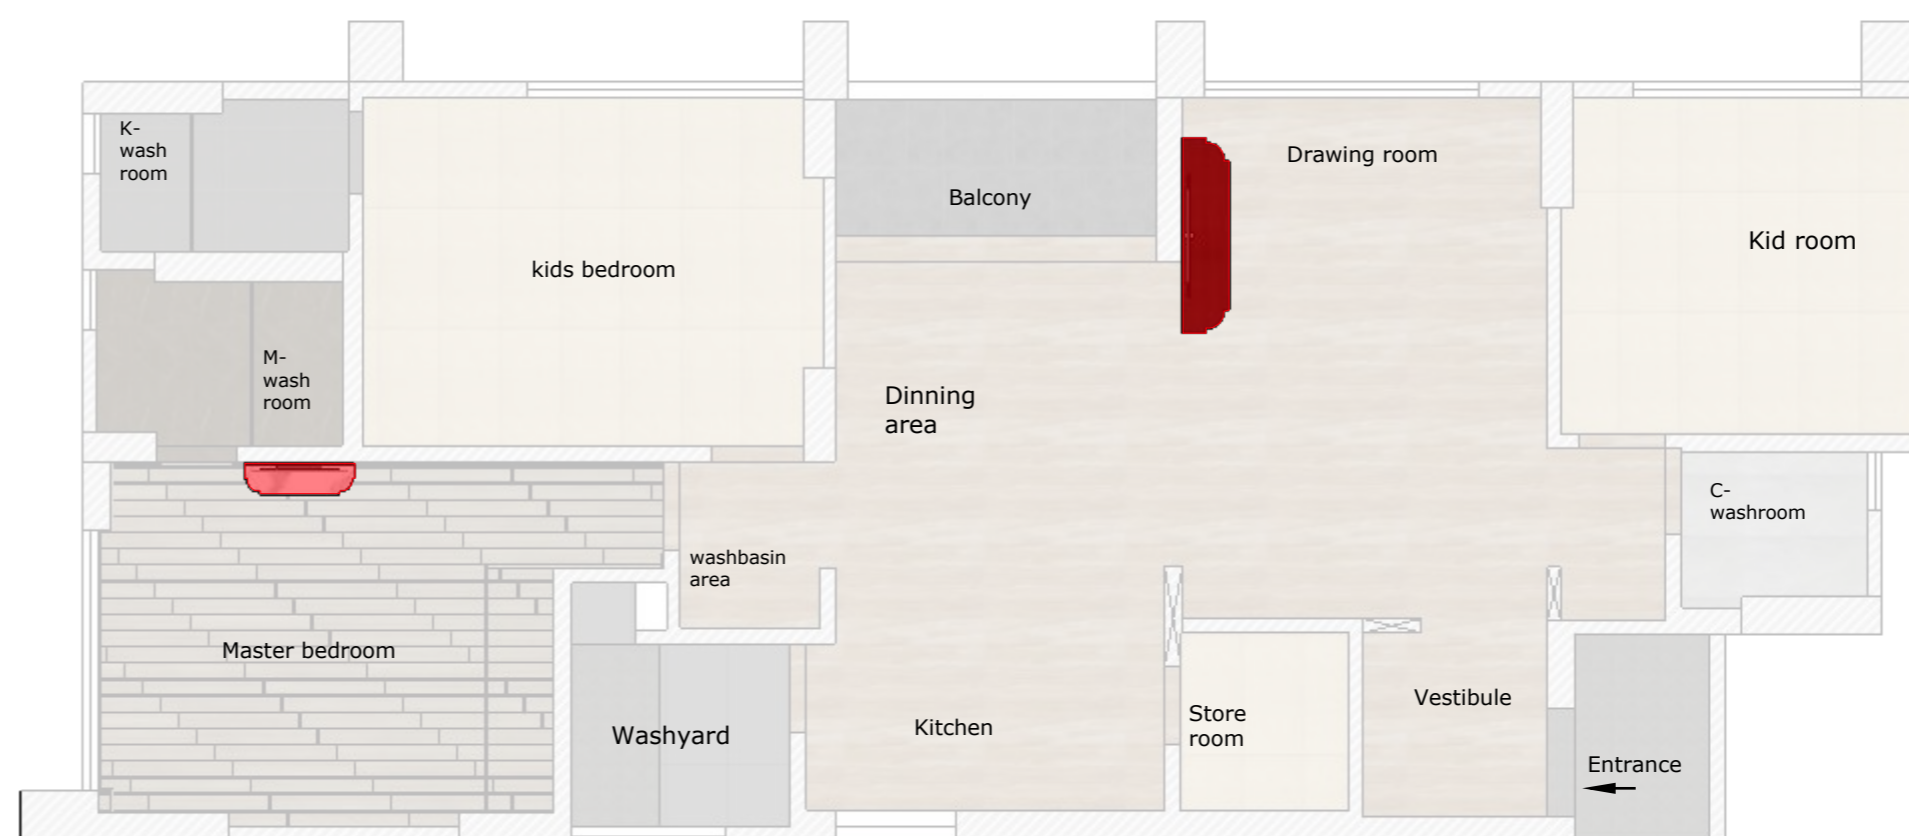 K-
wash
room
Drawing room
Balcony
Kid room
kids bedroom
M-
wash
room
Dinning
area
C-
washroom
washbasin
area
Master bedroom
Vestibule
Store
room
Kitchen
Washyard
Entrance